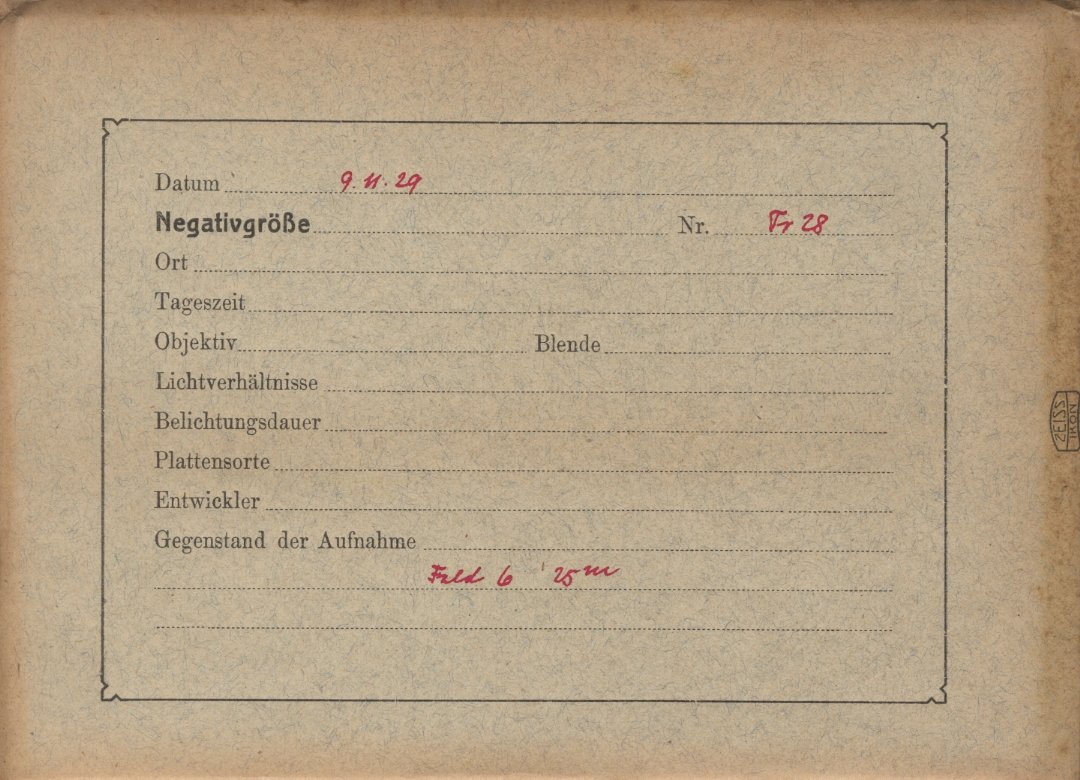 Datum 9. 11. 29
Negativgröße Nr. Fr 28
Ort
Tageszeit
Objektiv Blende
Lichtverhältnisse
Belichtungsdauer
Plattensorte
Entwickler
Gegenstand der Aufnahme
Feld 6 25 m
ZEISS
IKON